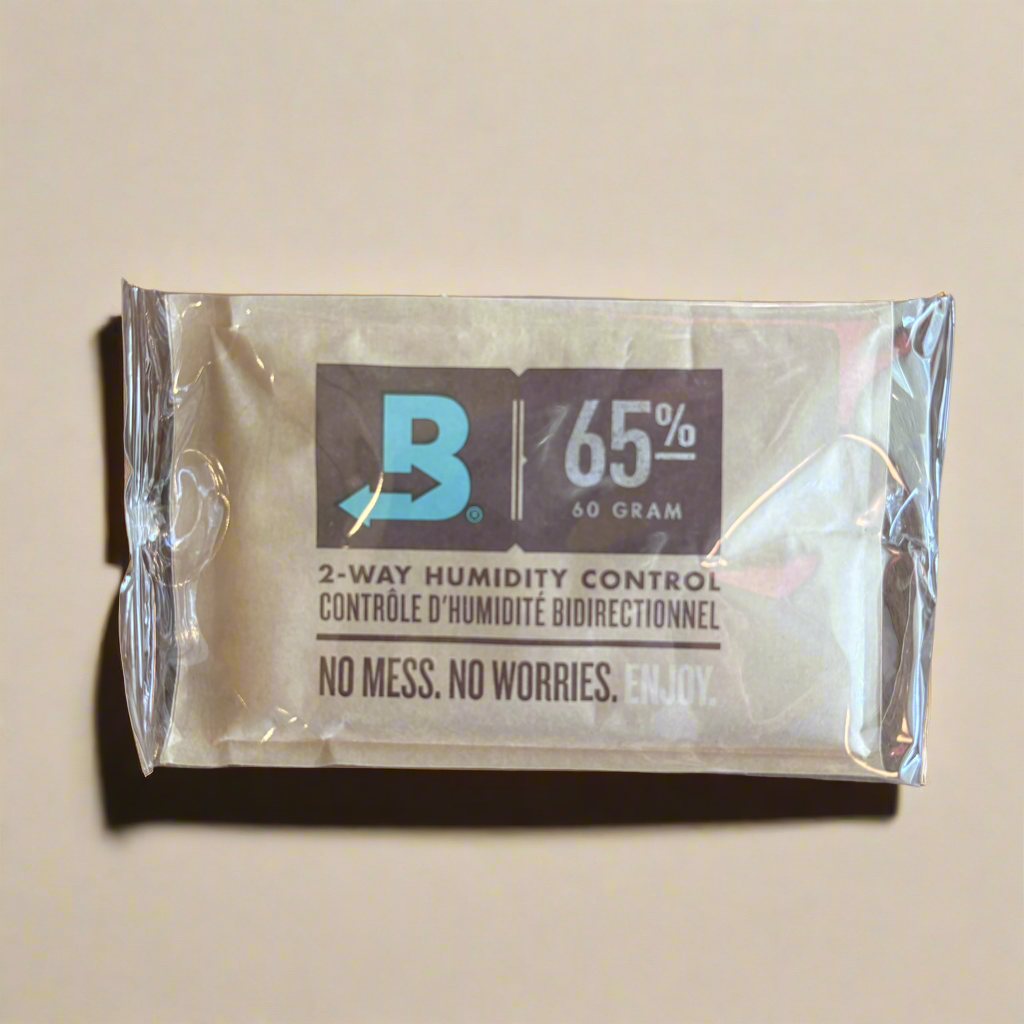 B®
65%
60 GRAM
2-WAY HUMIDITY CONTROL
CONTRÔLE D'HUMIDITÉ BIDIRECTIONNEL
NO MESS. NO WORRIES. ENJOY.